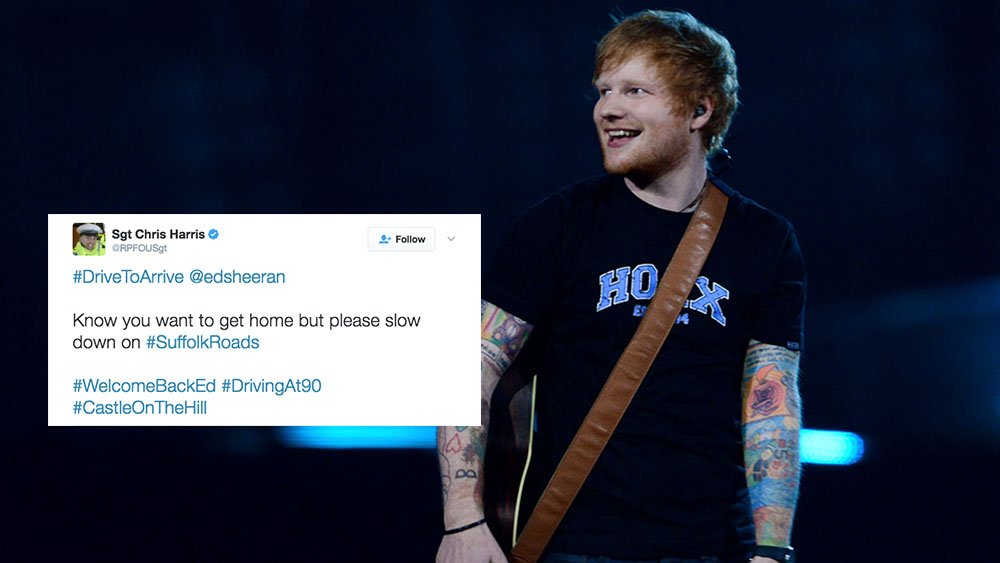 Sgt Chris Harris
@RPFOUSgt
Follow
#DriveToArrive @edsheeran
Know you want to get home but please slow
down on #SuffolkRoads
#WelcomeBackEd #DrivingAt90
#CastleOnTheHill